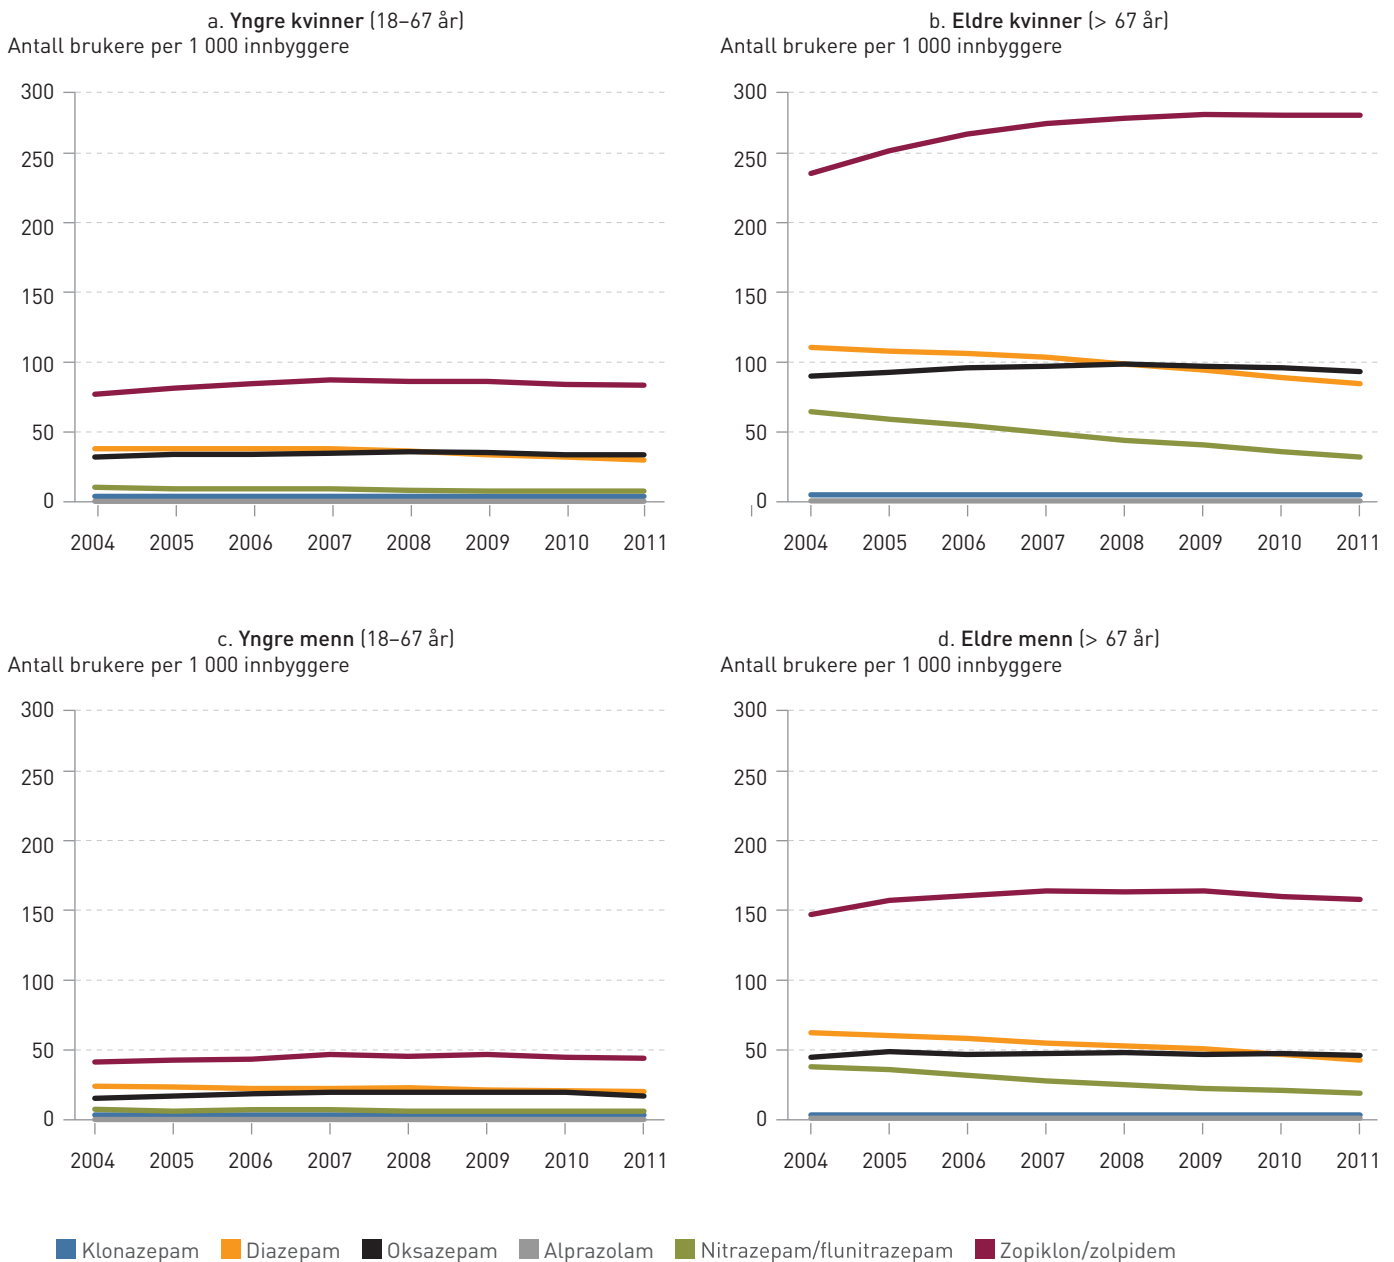 a. Yngre kvinner (18–67 år)
Antall brukere per 1 000 innbyggere
300
250
200
150
100
50
0
2004 2005 2006 2007 2008 2009 2010 2011
b. Eldre kvinner (> 67 år)
Antall brukere per 1 000 innbyggere
300
250
200
150
100
50
0
2004 2005 2006 2007 2008 2009 2010 2011
c. Yngre menn (18–67 år)
Antall brukere per 1 000 innbyggere
300
250
200
150
100
50
0
2004 2005 2006 2007 2008 2009 2010 2011
d. Eldre menn (> 67 år)
Antall brukere per 1 000 innbyggere
300
250
200
150
100
50
0
2004 2005 2006 2007 2008 2009 2010 2011
Klonazepam Diazepam Oksazepam Alprazolam Nitrazepam/flunitrazepam Zopiklon/zolpidem